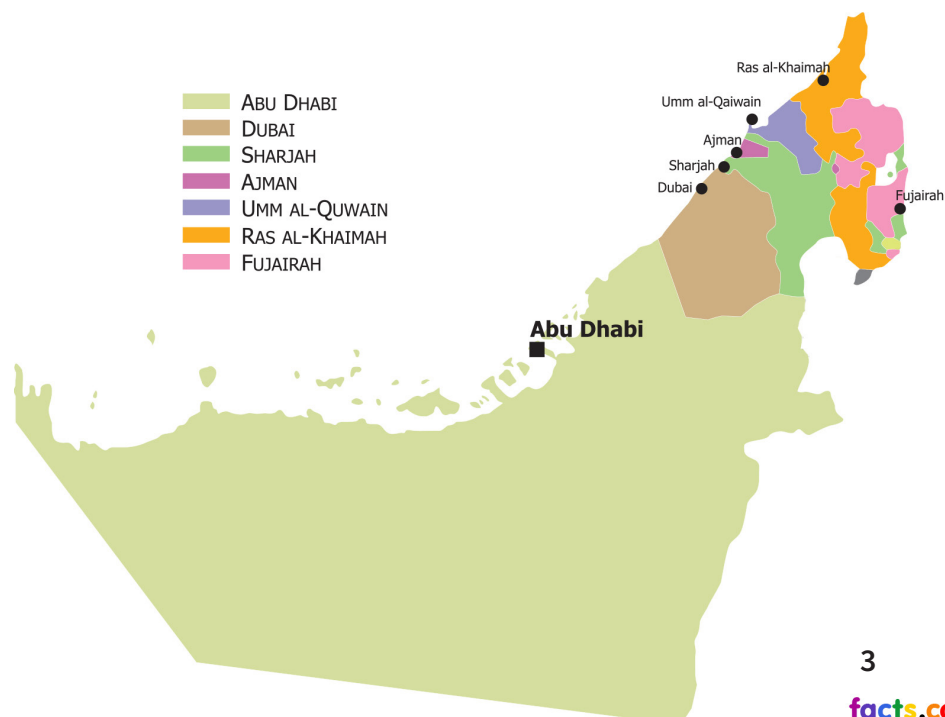 Ras al-Khaimah
Umm al-Qaiwain
Ajman
Sharjah
Dubai
Fujairah
ABU DHABI
DUBAI
SHARJAH
AJMAN
UMM AL-QUWAIN
RAS AL-KHAIMAH
FUJAIRAH
Abu Dhabi
3